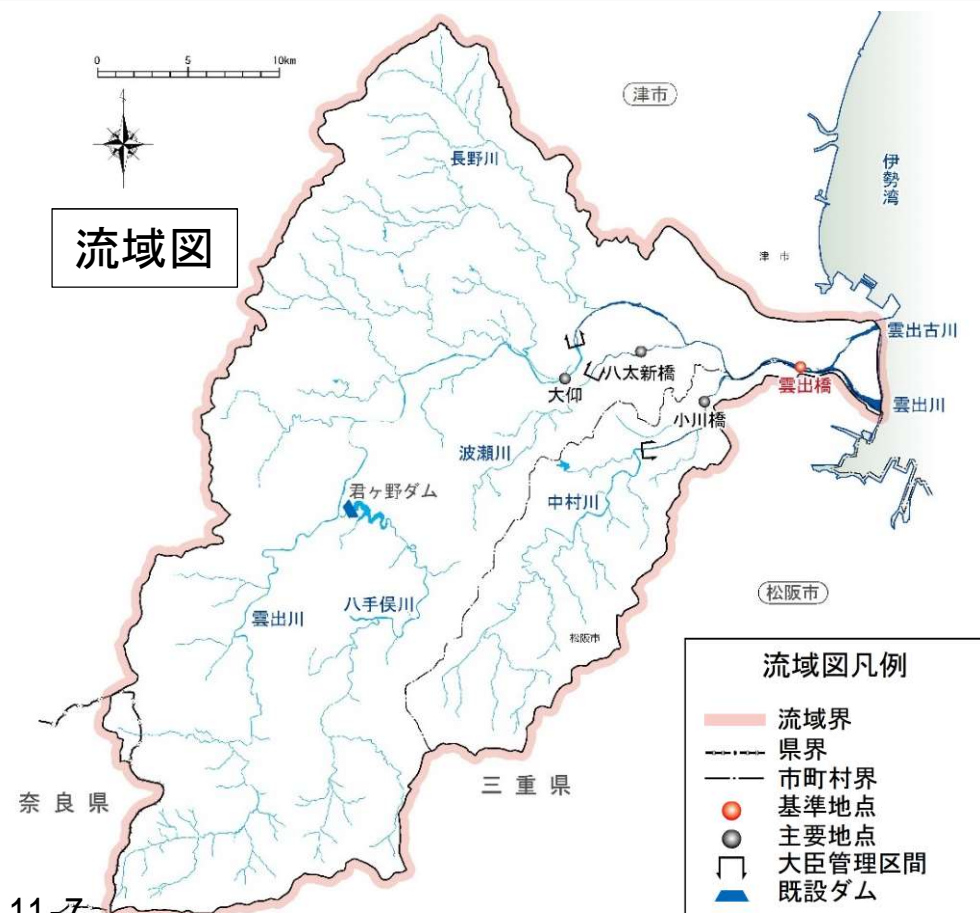 0 5 10km
津市
長野川
伊勢湾
流域図
津市
雲出古川
八太新橋
雲出橋
大仰
雲出川
小川橋
波瀬川
中村川
君ヶ野ダム
雲出川
八手俣川
松阪市
松阪市
流域図凡例
流域界
県界
市町村界
基準地点
主要地点
大臣管理区間
既設ダム
奈良県
三重県
11-7